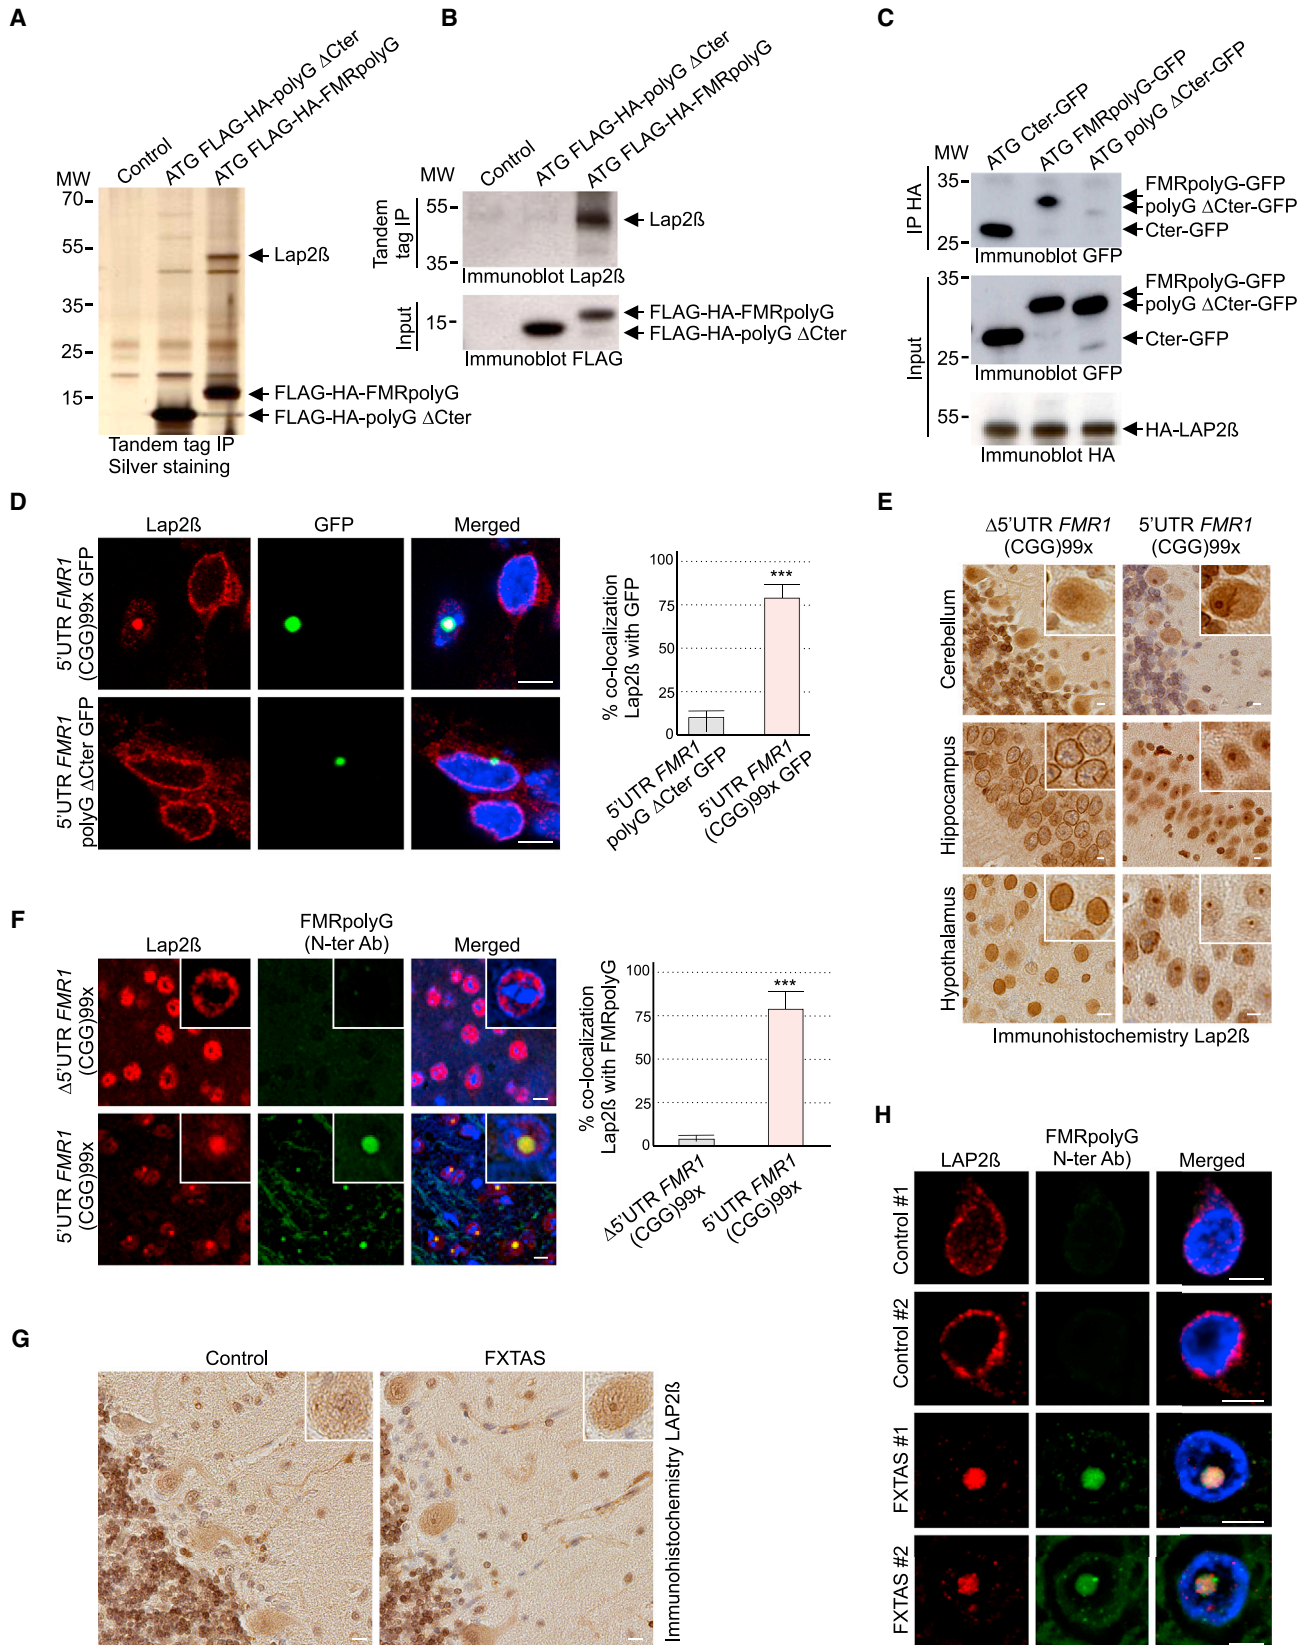 A
Control
ATG FLAG-HA-polyG ΔCter
ATG FLAG-HA-FMRpolyG
MW
70
55
35
25
15
Lap2ß
FLAG-HA-FMRpolyG
FLAG-HA-polyG ΔCter
Tandem tag IP
Silver staining
B
Control
ATG FLAG-HA-polyG ΔCter
ATG FLAG-HA-FMRpolyG
MW
Tandem
tag IP
55
35
Lap2ß
Immunoblot Lap2ß
Input
15
FLAG-HA-FMRpolyG
FLAG-HA-polyG ΔCter
Immunoblot FLAG
C
ATG Cter-GFP
ATG FMRpolyG-GFP
ATG polyG ΔCter-GFP
MW
IP HA
35
25
FMRpolyG-GFP
polyG ΔCter-GFP
Cter-GFP
Immunoblot GFP
Input
35
25
FMRpolyG-GFP
polyG ΔCter-GFP
Cter-GFP
Immunoblot GFP
55
HA-LAP2ß
Immunoblot HA
D
Lap2ß
GFP
Merged
5'UTR FMR1
(CGG)99x GFP
5'UTR FMR1
polyG ΔCter GFP
% co-localization
Lap2ß with GFP
100
75
50
25
0
***
5'UTR FMR1
polyG ΔCter GFP
5'UTR FMR1
(CGG)99x GFP
E
Δ5'UTR FMR1
(CGG)99x
5'UTR FMR1
(CGG)99x
Cerebellum
Hippocampus
Hypothalamus
Immunohistochemistry Lap2ß
F
Lap2ß
FMRpolyG
(N-ter Ab)
Merged
Δ5'UTR FMR1
(CGG)99x
5'UTR FMR1
(CGG)99x
% co-localization
Lap2ß with FMRpolyG
100
75
50
25
0
***
Δ5'UTR FMR1
(CGG)99x
5'UTR FMR1
(CGG)99x
G
Control
FXTAS
Immunohistochemistry LAP2ß
H
LAP2ß
FMRpolyG
N-ter Ab)
Merged
Control #1
Control #2
FXTAS #1
FXTAS #2